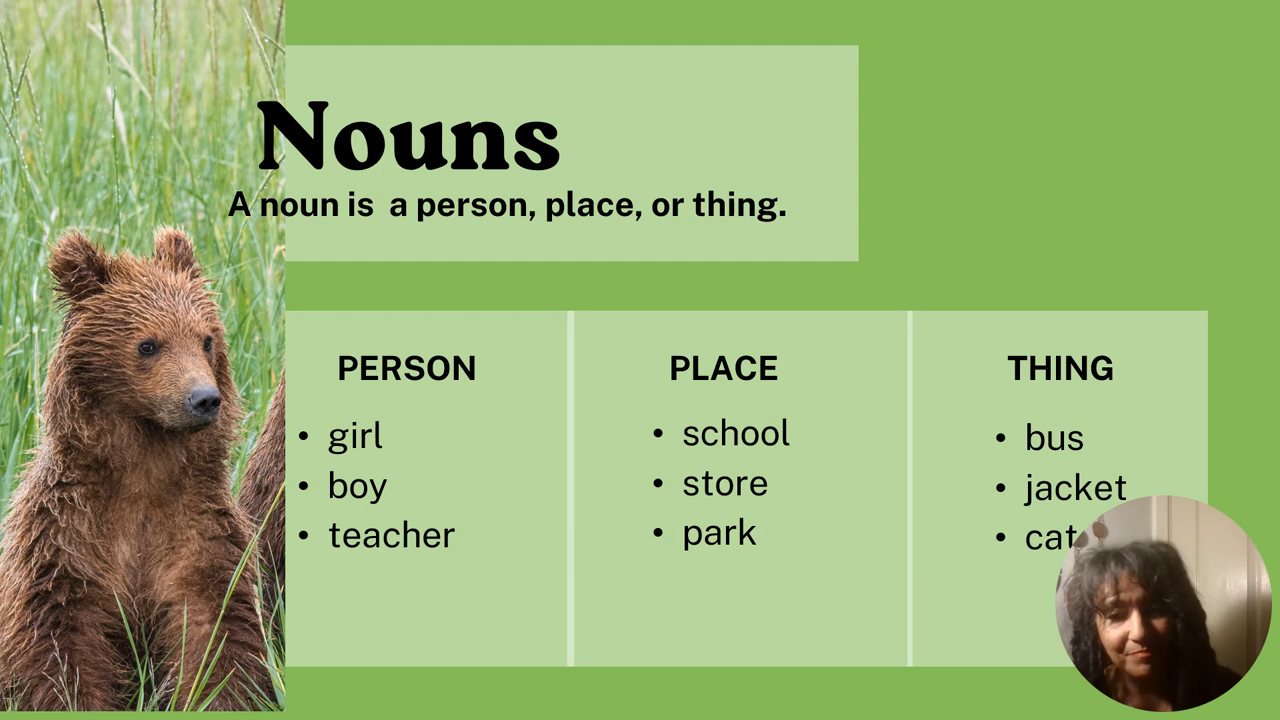 Nouns
A noun is  a person, place, or thing.
PERSON
• girl
• boy
• teacher
PLACE
• school
• store
• park
THING
• bus
• jacket
• cat